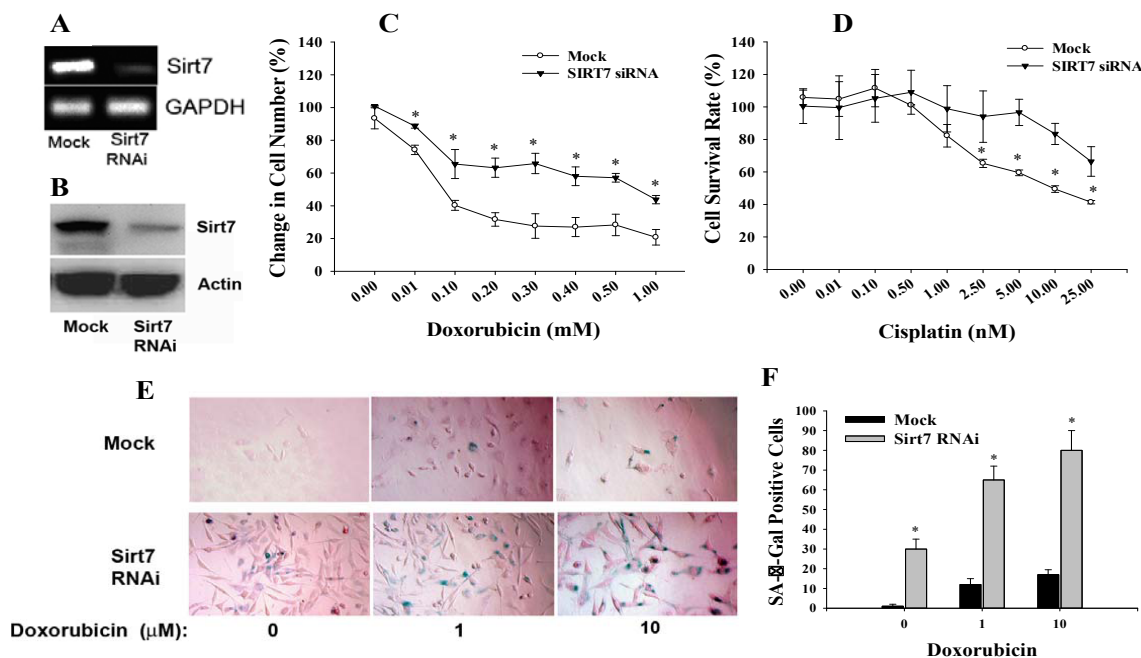 A
Sirt7
GAPDH
Mock
Sirt7
RNAi
B
Sirt7
Actin
Mock
Sirt7
RNAi
C
Change in Cell Number (%)
140
120
100
80
60
40
20
0
Mock
SIRT7 siRNA
* * * * * * *
0.00 0.01 0.10 0.20 0.30 0.40 0.50 1.00
Doxorubicin (mM)
D
Cell Survival Rate (%)
140
120
100
80
60
40
20
0
Mock
SIRT7 siRNA
* * * *
0.00 0.01 0.10 0.50 1.00 2.50 5.00 10.00 25.00
Cisplatin (nM)
E
Mock
Sirt7
RNAi
Doxorubicin (μM): 0 1 10
F
SA-☒-Gal Positive Cells
100
90
80
70
60
50
40
30
20
10
0
Mock
Sirt7 RNAi
* * *
0 1 10
Doxorubicin